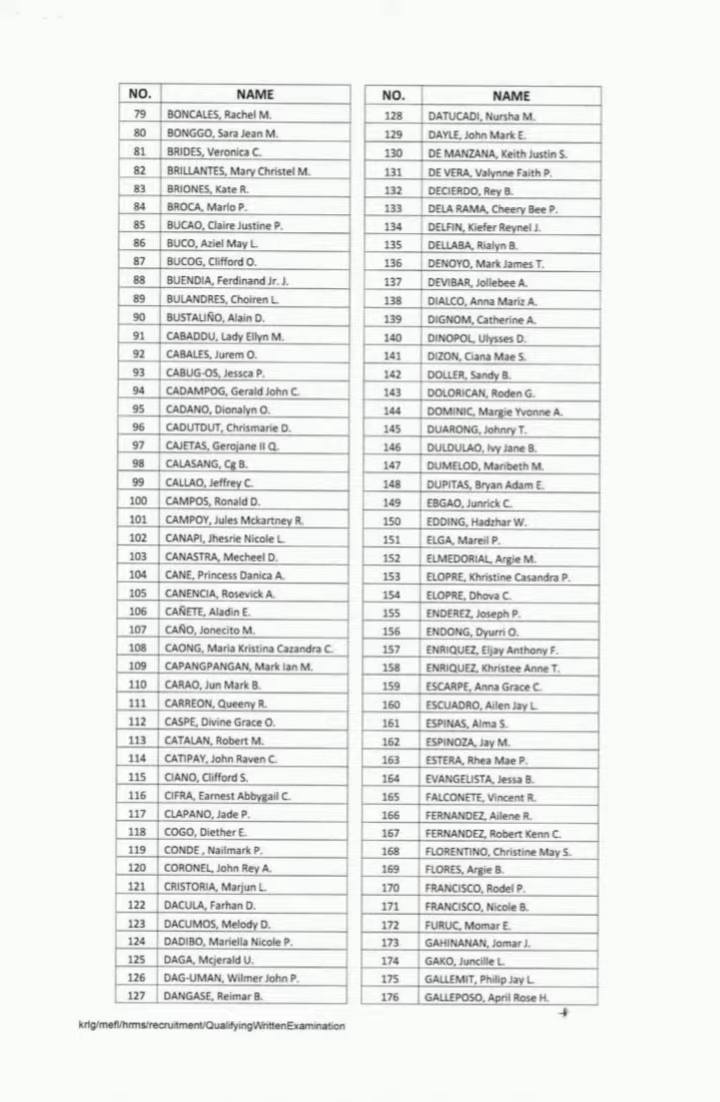 NO. NAME
79 BONCALES, Rachel M.
80 BONGGO, Sara Jean M.
81 BRIDES, Veronica C.
82 BRILLANTES, Mary Christel M.
83 BRIONES, Kate R.
84 BROCA, Marlo P.
85 BUCAO, Claire Justine P.
86 BUCO, Aziel May L.
87 BUCOG, Clifford O.
88 BUENDIA, Ferdinand Jr. J.
89 BULANDRES, Choiren L.
90 BUSTALIÑO, Alain D.
91 CABADDU, Lady Ellyn M.
92 CABALES, Jurem O.
93 CABUG-OS, Jessca P.
94 CADAMPOG, Gerald John C.
95 CADANO, Dionalyn O.
96 CADUTDUT, Chrismarie D.
97 CAJETAS, Gerojane II Q.
98 CALASANG, Cg B.
99 CALLAO, Jeffrey C.
100 CAMPOS, Ronald D.
101 CAMPOY, Jules Mckartney R.
102 CANAPI, Jhesrie Nicole L.
103 CANASTRA, Mecheel D.
104 CANE, Princess Danica A.
105 CANENCIA, Rosevick A.
106 CAÑETE, Aladin E.
107 CAÑO, Jonecito M.
108 CAONG, Maria Kristina Cazandra C.
109 CAPANGPANGAN, Mark Ian M.
110 CARAO, Jun Mark B.
111 CARREON, Queeny R.
112 CASPE, Divine Grace O.
113 CATALAN, Robert M.
114 CATIPAY, John Raven C.
115 CIANO, Clifford S.
116 CIFRA, Earnest Abbygail C.
117 CLAPANO, Jade P.
118 COGO, Diether E.
119 CONDE , Nailmark P.
120 CORONEL, John Rey A.
121 CRISTORIA, Marjun L.
122 DACULA, Farhan D.
123 DACUMOS, Melody D.
124 DADIBO, Mariella Nicole P.
125 DAGA, Mcjerald U.
126 DAG-UMAN, Wilmer John P.
127 DANGASE, Reimar B.
NO. NAME
128 DATUCADI, Nursha M.
129 DAYLE, John Mark E.
130 DE MANZANA, Keith Justin S.
131 DE VERA, Valynne Faith P.
132 DECIERDO, Rey B.
133 DELA RAMA, Cheery Bee P.
134 DELFIN, Kiefer Reynel J.
135 DELLABA, Rialyn B.
136 DENOYO, Mark James T.
137 DEVIBAR, Jollebee A.
138 DIALCO, Anna Mariz A.
139 DIGNOM, Catherine A.
140 DINOPOL, Ulysses D.
141 DIZON, Ciana Mae S.
142 DOLLER, Sandy B.
143 DOLORICAN, Roden G.
144 DOMINIC, Margie Yvonne A.
145 DUARONG, Johnry T.
146 DULDULAO, Ivy Jane B.
147 DUMELOD, Maribeth M.
148 DUPITAS, Bryan Adam E.
149 EBGAO, Junrick C.
150 EDDING, Hadzhar W.
151 ELGA, Mareil P.
152 ELMEDORIAL, Argie M.
153 ELOPRE, Khristine Casandra P.
154 ELOPRE, Dhova C.
155 ENDEREZ, Joseph P.
156 ENDONG, Dyurri O.
157 ENRIQUEZ, Eljay Anthony F.
158 ENRIQUEZ, Khristee Anne T.
159 ESCARPE, Anna Grace C.
160 ESCUADRO, Ailen Jay L.
161 ESPINAS, Alma S.
162 ESPINOZA, Jay M.
163 ESTERA, Rhea Mae P.
164 EVANGELISTA, Jessa B.
165 FALCONETE, Vincent R.
166 FERNANDEZ, Ailene R.
167 FERNANDEZ, Robert Kenn C.
168 FLORENTINO, Christine May S.
169 FLORES, Argie B.
170 FRANCISCO, Rodel P.
171 FRANCISCO, Nicole B.
172 FURUC, Momar E.
173 GAHINANAN, Jomar J.
174 GAKO, Juncille L.
175 GALLEMIT, Philip Jay L.
176 GALLEPOSO, April Rose H.
krlg/mefl/hrms/recruitment/QualifyingWrittenExamination